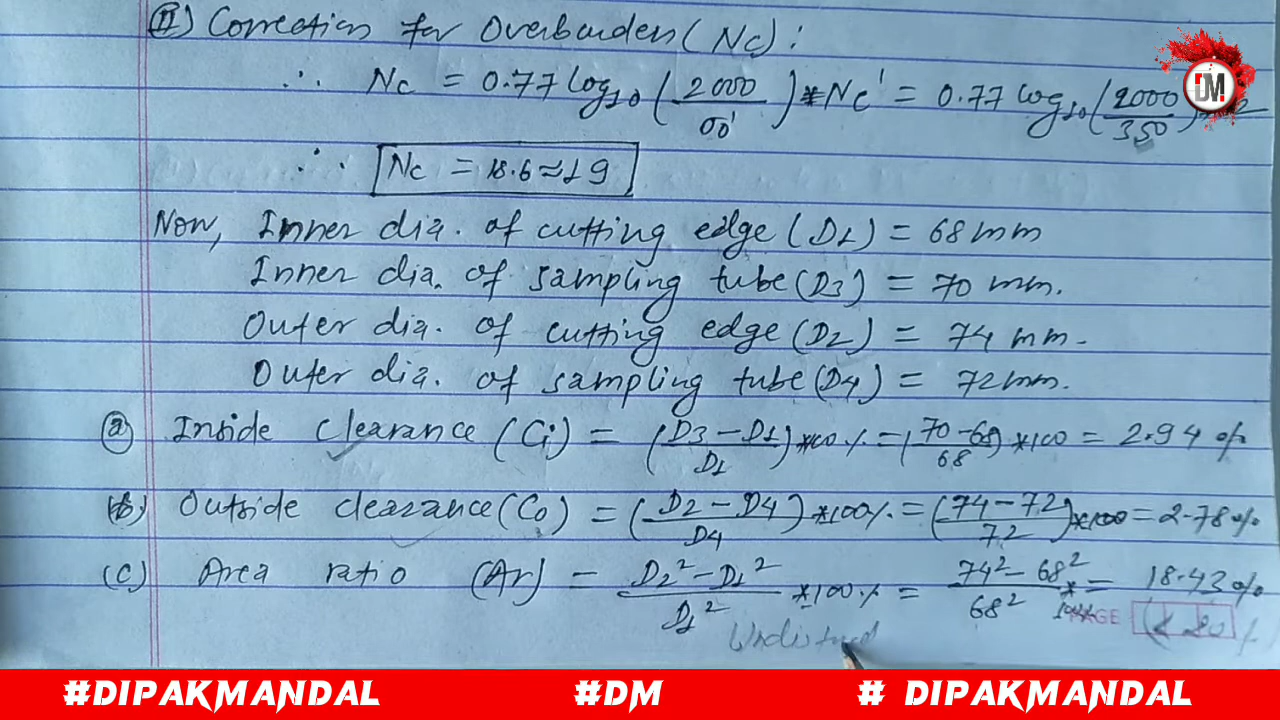 (II) Correction for Overburden (Nc) :
∴ Nc = 0.77 log10 (2000/σo') * Nc' = 0.77 log10 (2000/350)
∴ Nc = 18.6 ≈ 19
Now, Inner dia. of cutting edge (D1) = 68 mm
Inner dia. of sampling tube (D3) = 70 mm.
Outer dia. of cutting edge (D2) = 74 mm.
Outer dia. of sampling tube (D4) = 72 mm.
(a) Inside Clearance (Ci) = (D3 - D1 / D1) * 100 % = (70 - 68 / 68) * 100 = 2.94 %
(b) Outside clearance (Co) = (D2 - D4 / D4) * 100 % = (74 - 72 / 72) * 100 = 2.78 %
(C) Area ratio (Ar) = D2² - D1² / D1² * 100 % = 74² - 68² / 68² * = 18.43 %
PAGE
DM
#DIPAKMANDAL #DM # DIPAKMANDAL